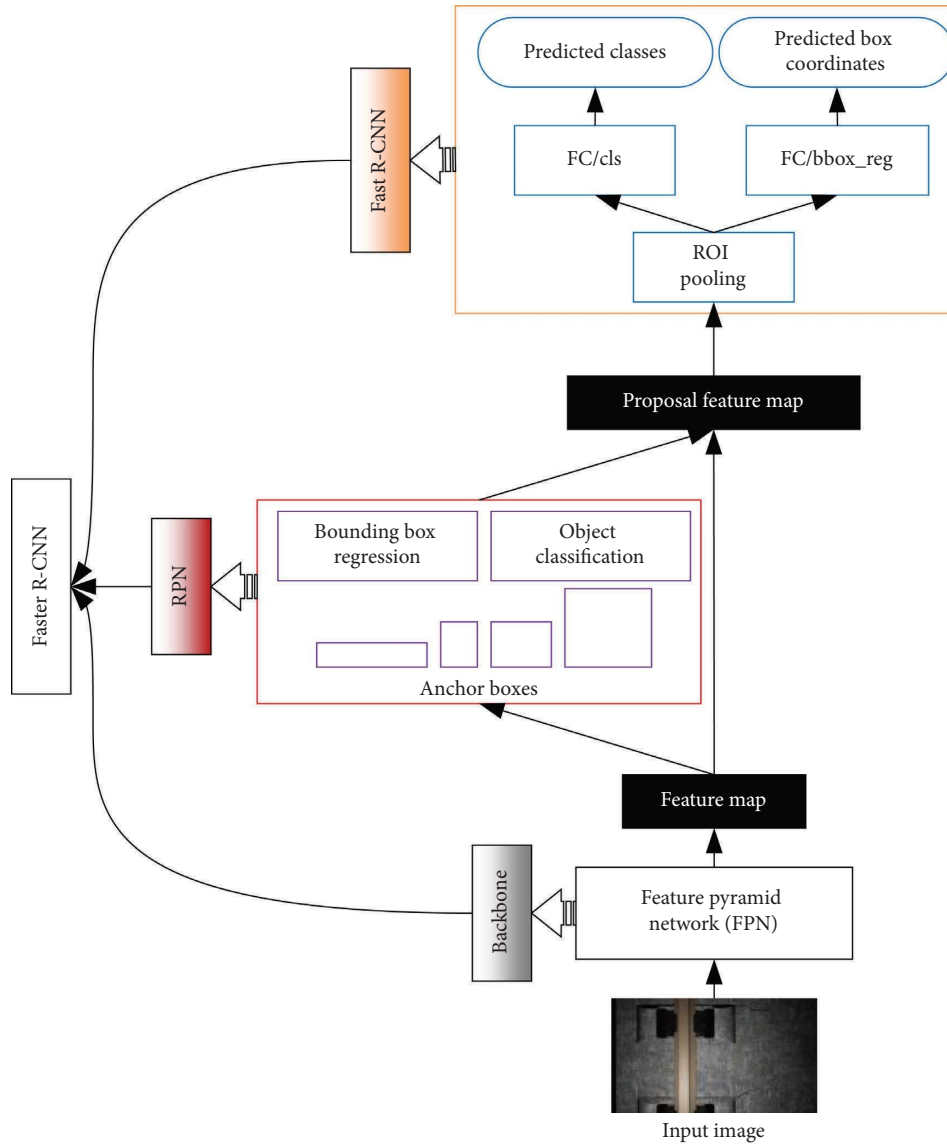 Predicted classes
Predicted box
coordinates
Fast R-CNN
FC/cls
FC/bbox_reg
ROI
pooling
Proposal feature map
Faster R-CNN
RPN
Bounding box
regression
Object
classification
Anchor boxes
Feature map
Backbone
Feature pyramid
network (FPN)
Input image